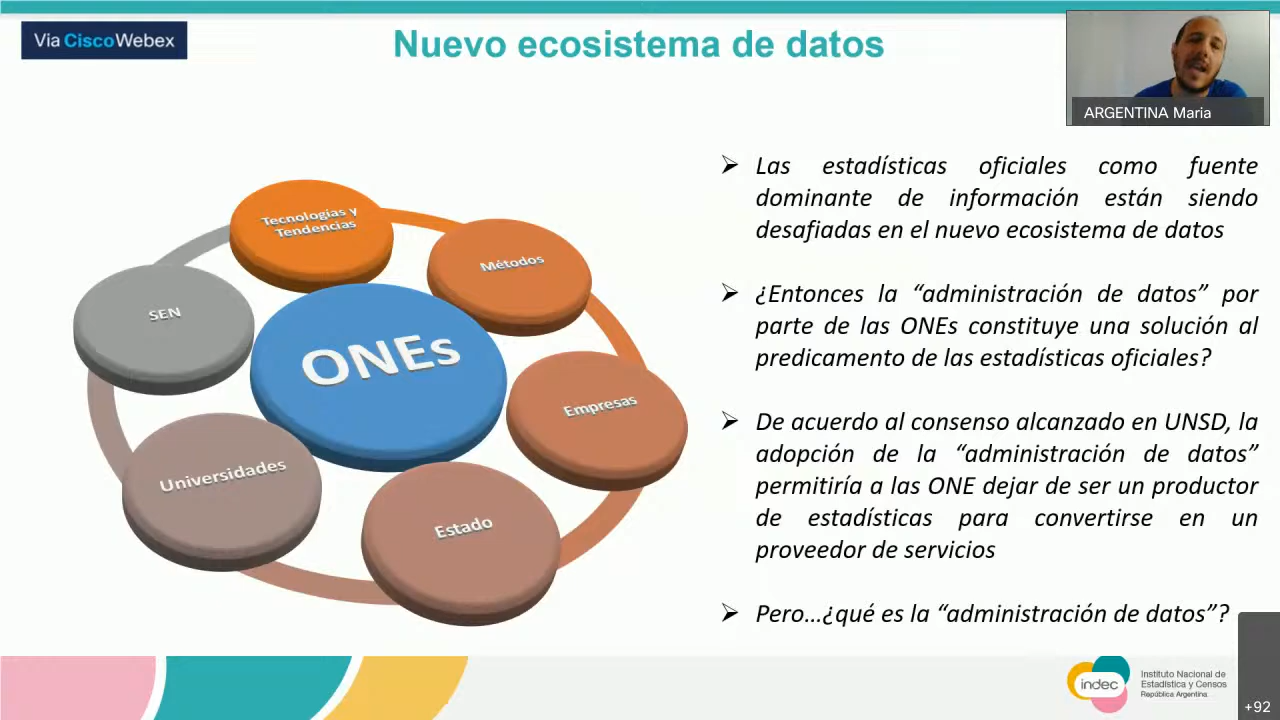 Via CiscoWebex
Nuevo ecosistema de datos
ARGENTINA Maria
Tecnologías y
Tendencias
Métodos
SEN
ONEs
Empresas
Universidades
Estado
➢ Las estadísticas oficiales como fuente
dominante de información están siendo
desafiadas en el nuevo ecosistema de datos
➢ ¿Entonces la “administración de datos” por
parte de las ONEs constituye una solución al
predicamento de las estadísticas oficiales?
➢ De acuerdo al consenso alcanzado en UNSD, la
adopción de la “administración de datos”
permitiría a las ONE dejar de ser un productor
de estadísticas para convertirse en un
proveedor de servicios
➢ Pero…¿qué es la “administración de datos”?
indec
Instituto Nacional de
Estadística y Censos
República Argentina
+92